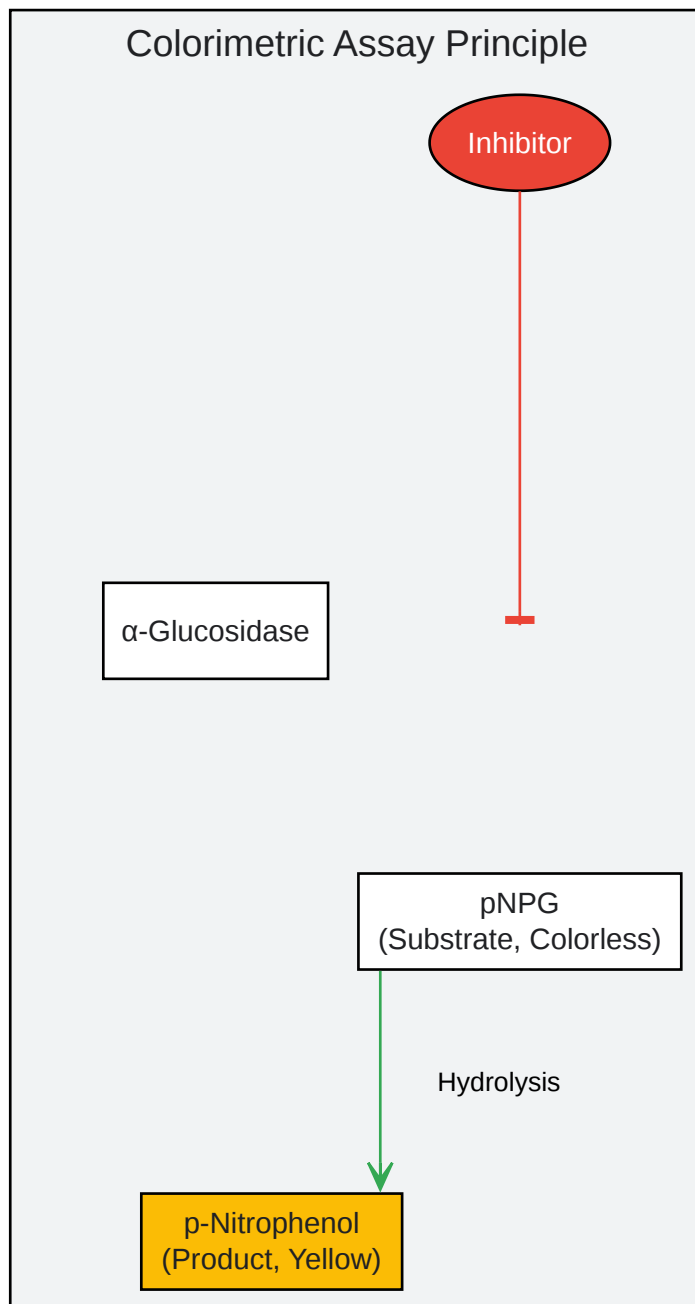 Colorimetric Assay Principle
Inhibitor
α-Glucosidase
pNPG
(Substrate, Colorless)
Hydrolysis
p-Nitrophenol
(Product, Yellow)